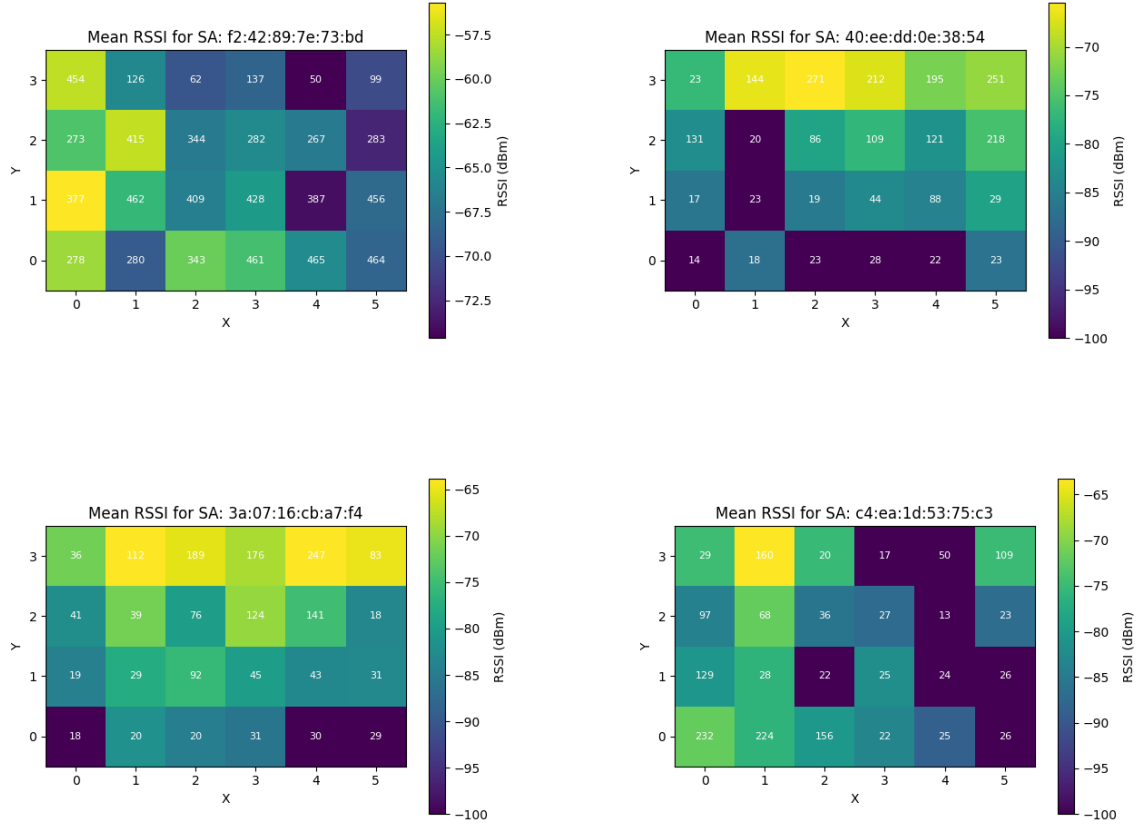 Mean RSSI for SA: f2:42:89:7e:73:bd
3 454 126 62 137 50 99
2 273 415 344 282 267 283
1 377 462 409 428 387 456
0 278 280 343 461 465 464
0 1 2 3 4 5
X
Y
−57.5
−60.0
−62.5
−65.0
−67.5
−70.0
−72.5
RSSI (dBm)
Mean RSSI for SA: 40:ee:dd:0e:38:54
3 23 144 271 212 195 251
2 131 20 86 109 121 218
1 17 23 19 44 88 29
0 14 18 23 28 22 23
0 1 2 3 4 5
X
Y
−70
−75
−80
−85
−90
−95
−100
RSSI (dBm)
Mean RSSI for SA: 3a:07:16:cb:a7:f4
3 36 112 189 176 247 83
2 41 39 76 124 141 18
1 19 29 92 45 43 31
0 18 20 20 31 30 29
0 1 2 3 4 5
X
Y
−65
−70
−75
−80
−85
−90
−95
−100
RSSI (dBm)
Mean RSSI for SA: c4:ea:1d:53:75:c3
3 29 160 20 17 50 109
2 97 68 36 27 13 23
1 129 28 22 25 24 26
0 232 224 156 22 25 26
0 1 2 3 4 5
X
Y
−65
−70
−75
−80
−85
−90
−95
−100
RSSI (dBm)